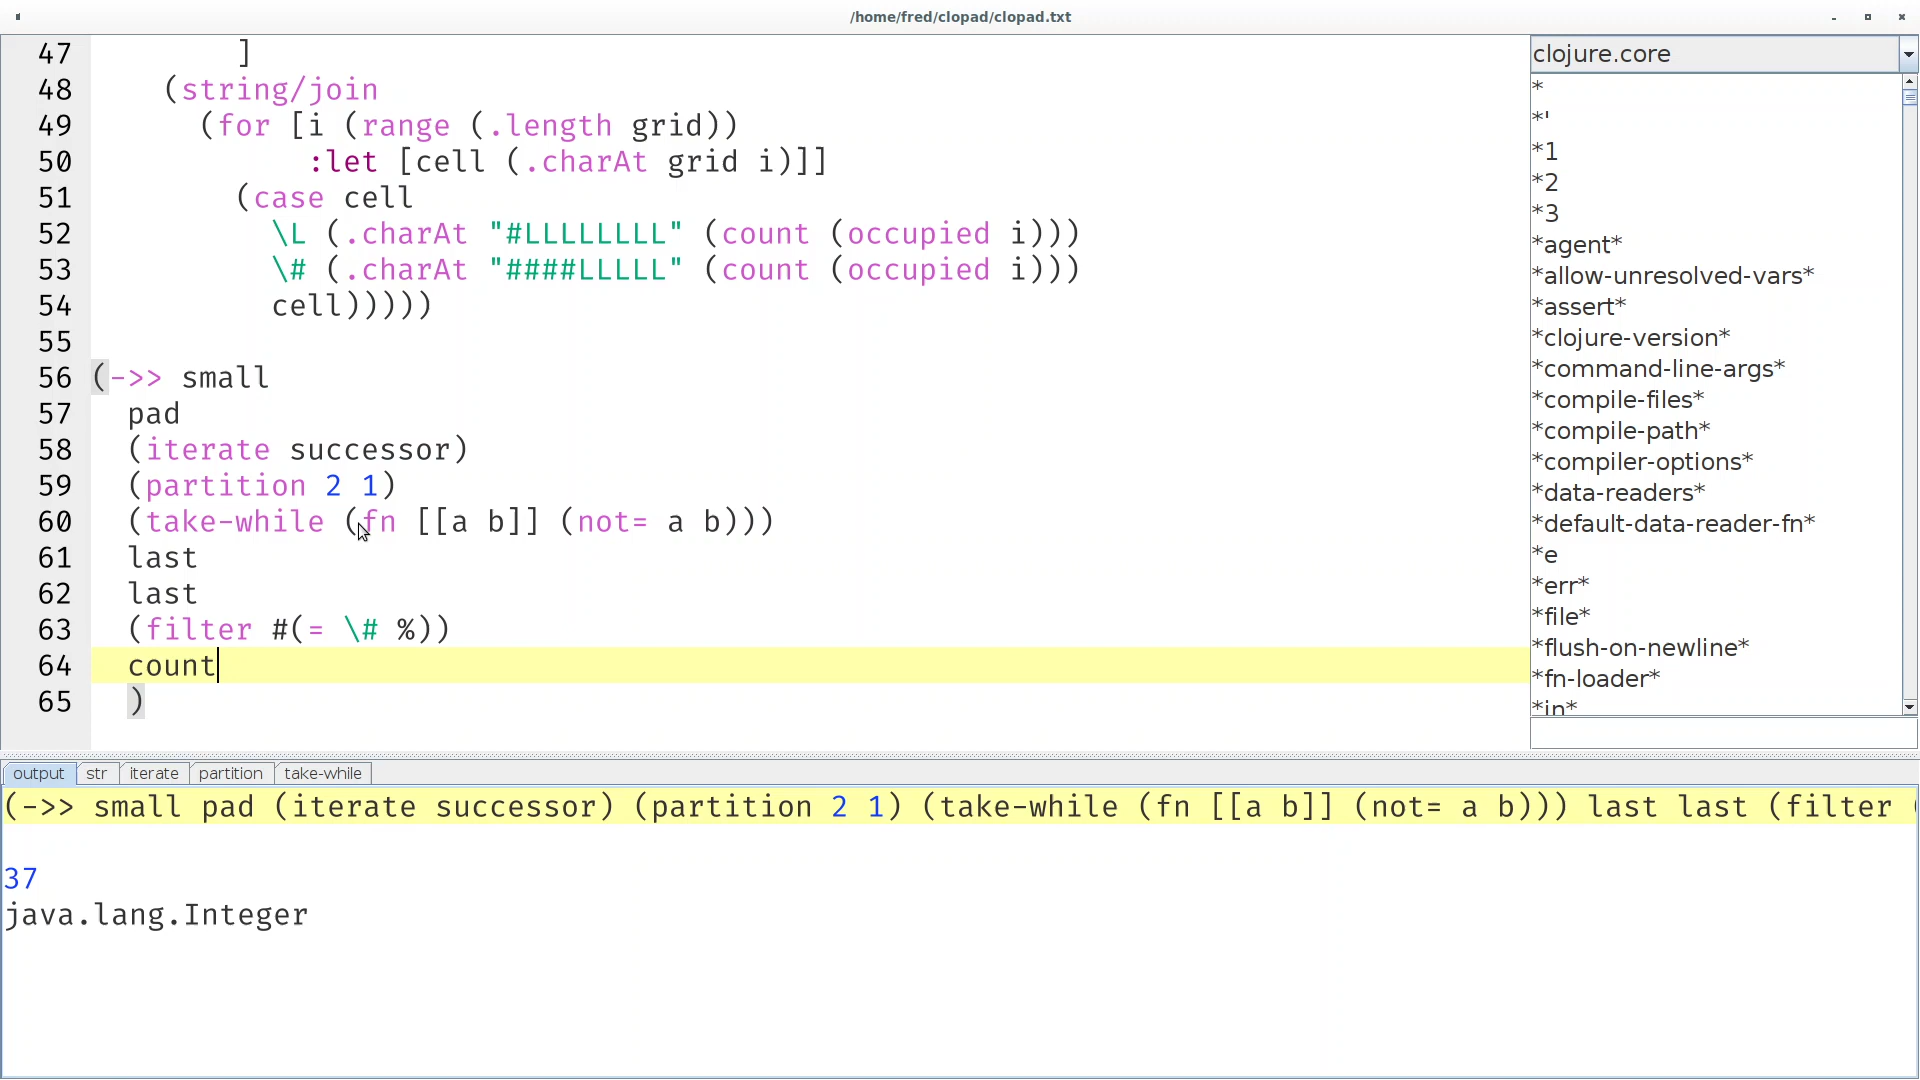 /home/fred/clopad/clopad.txt
47 ]
48 (string/join
49 (for [i (range (.length grid))
50 :let [cell (.charAt grid i)]]
51 (case cell
52 \L (.charAt "#LLLLLLLL" (count (occupied i)))
53 \# (.charAt "####LLLLL" (count (occupied i)))
54 cell)))))
55
56 (->> small
57 pad
58 (iterate successor)
59 (partition 2 1)
60 (take-while (fn [[a b]] (not= a b)))
61 last
62 last
63 (filter #(= \# %))
64 count
65 )
clojure.core
*
*'
*1
*2
*3
*agent*
*allow-unresolved-vars*
*assert*
*clojure-version*
*command-line-args*
*compile-files*
*compile-path*
*compiler-options*
*data-readers*
*default-data-reader-fn*
*e
*err*
*file*
*flush-on-newline*
*fn-loader*
*in*
output str iterate partition take-while
(->> small pad (iterate successor) (partition 2 1) (take-while (fn [[a b]] (not= a b))) last last (filter
37
java.lang.Integer